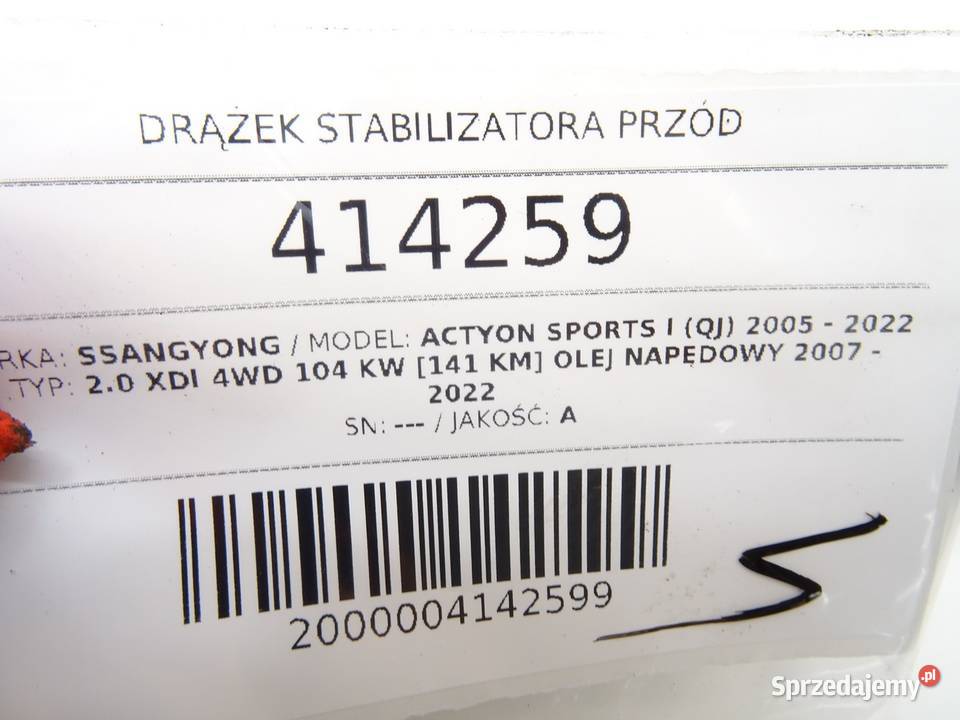 DRĄŻEK STABILIZATORA PRZÓD
414259
RKA: SSANGYONG / MODEL: ACTYON SPORTS I (QJ) 2005 - 2022
TYP: 2.0 XDI 4WD 104 KW [141 KM] OLEJ NAPĘDOWY 2007 -
2022
SN: --- / JAKOŚĆ: A
2000004142599
Sprzedajemy.pl